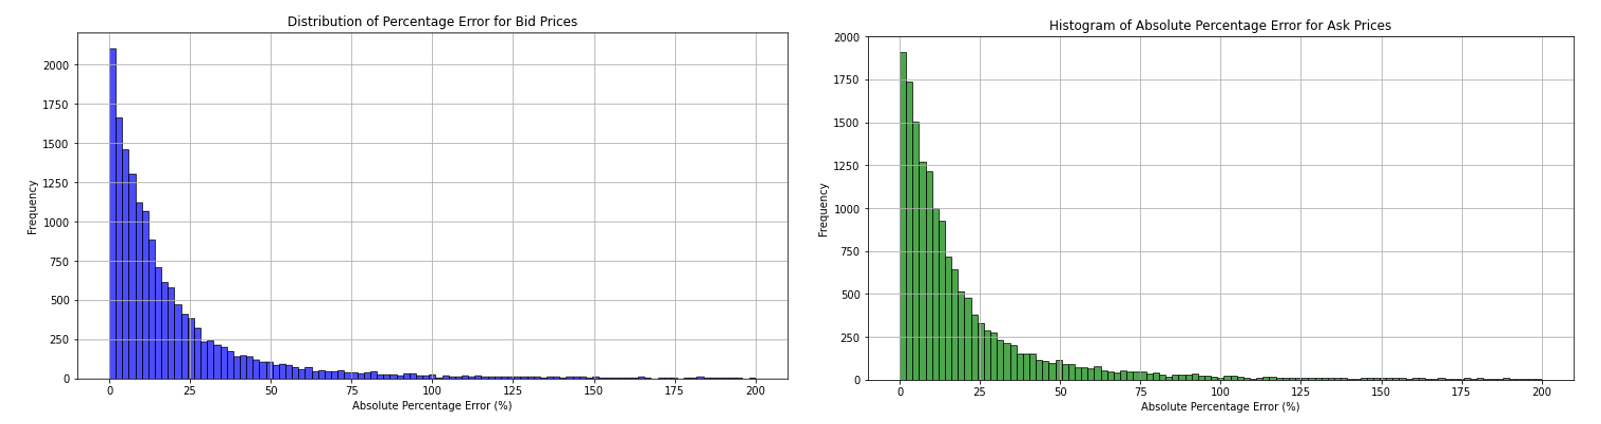 Distribution of Percentage Error for Bid Prices
2000
1750
1500
1250
1000
750
500
250
0
Frequency
0 25 50 75 100 125 150 175 200
Absolute Percentage Error (%)
Histogram of Absolute Percentage Error for Ask Prices
2000
1750
1500
1250
1000
750
500
250
0
Frequency
0 25 50 75 100 125 150 175 200
Absolute Percentage Error (%)